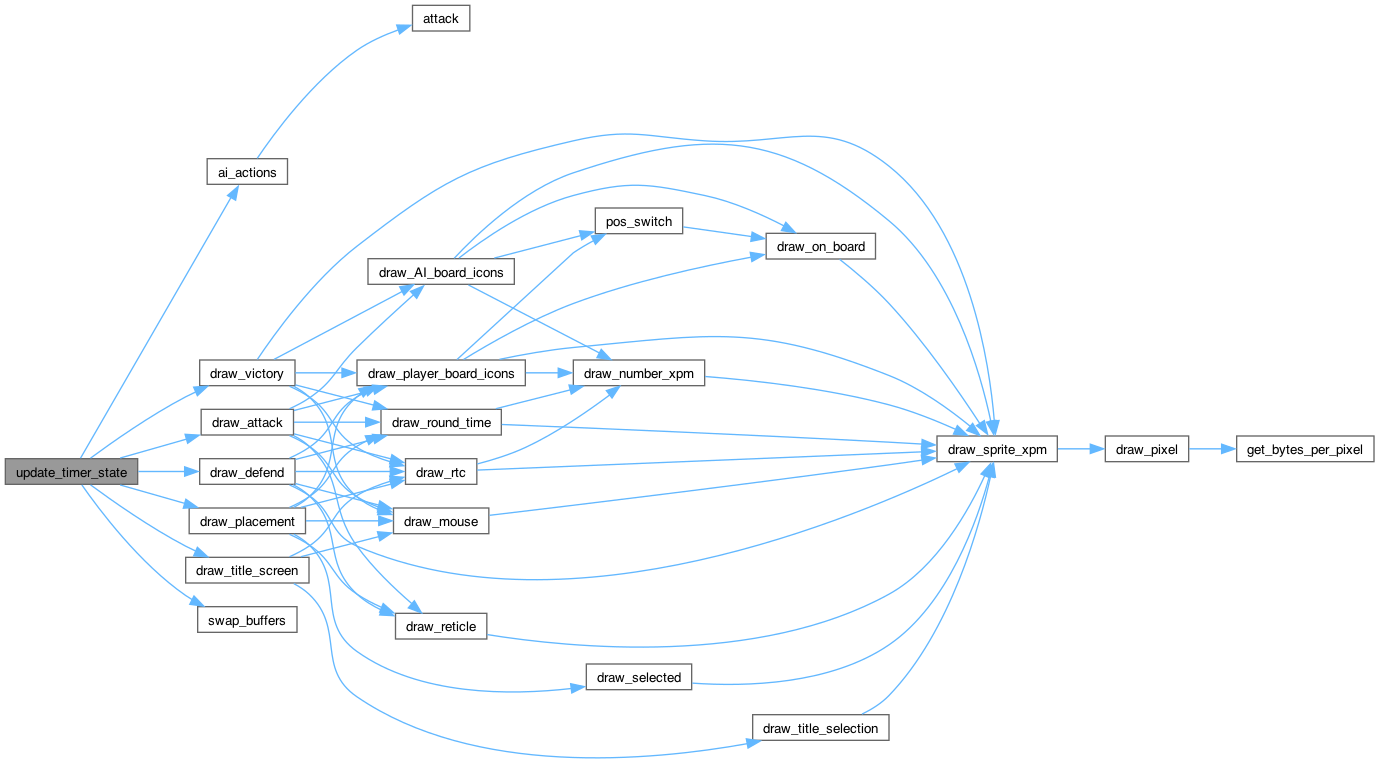 attack
ai_actions
pos_switch
draw_on_board
draw_AI_board_icons
draw_victory
draw_player_board_icons
draw_number_xpm
draw_attack
draw_round_time
draw_sprite_xpm
draw_pixel
get_bytes_per_pixel
update_timer_state
draw_defend
draw_rtc
draw_placement
draw_mouse
draw_title_screen
swap_buffers
draw_reticle
draw_selected
draw_title_selection